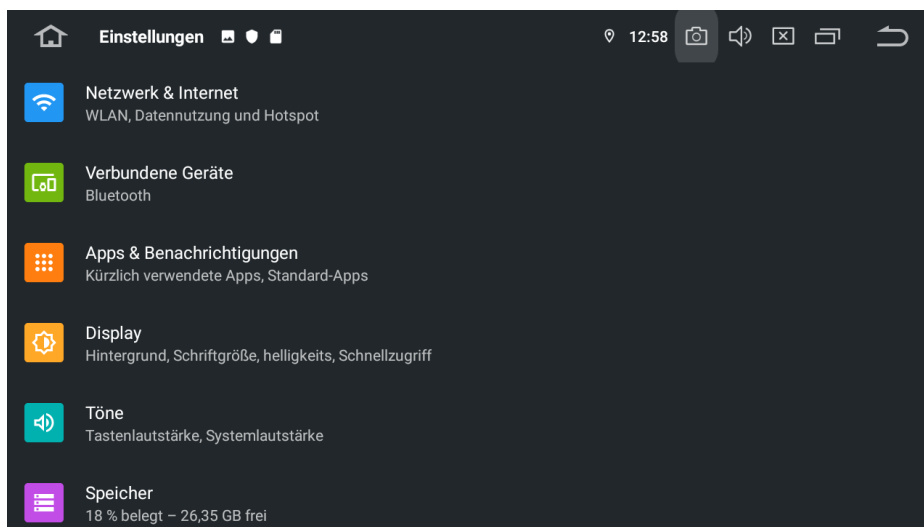 Einstellungen
12:58
Netzwerk & Internet
WLAN, Datennutzung und Hotspot
Verbundene Geräte
Bluetooth
Apps & Benachrichtigungen
Kürzlich verwendete Apps, Standard-Apps
Display
Hintergrund, Schriftgröße, helligkeits, Schnellzugriff
Töne
Tastenlautstärke, Systemlautstärke
Speicher
18 % belegt – 26,35 GB frei